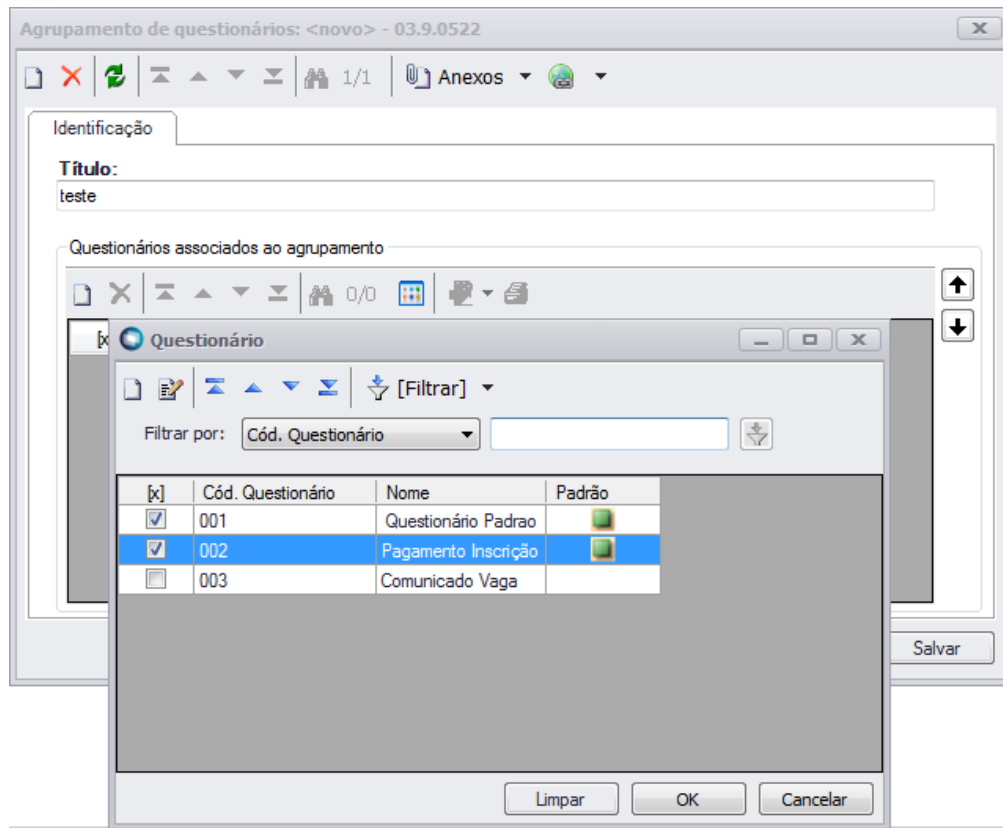 Agrupamento de questionários: <novo> - 03.9.0522
1/1 Anexos
Identificação
Título:
teste
Questionários associados ao agrupamento
0/0
[x
Questionário
[Filtrar]
Filtrar por: Cód. Questionário
[x] Cód. Questionário Nome Padrão
001 Questionário Padrao
002 Pagamento Inscrição
003 Comunicado Vaga
Salvar
Limpar OK Cancelar